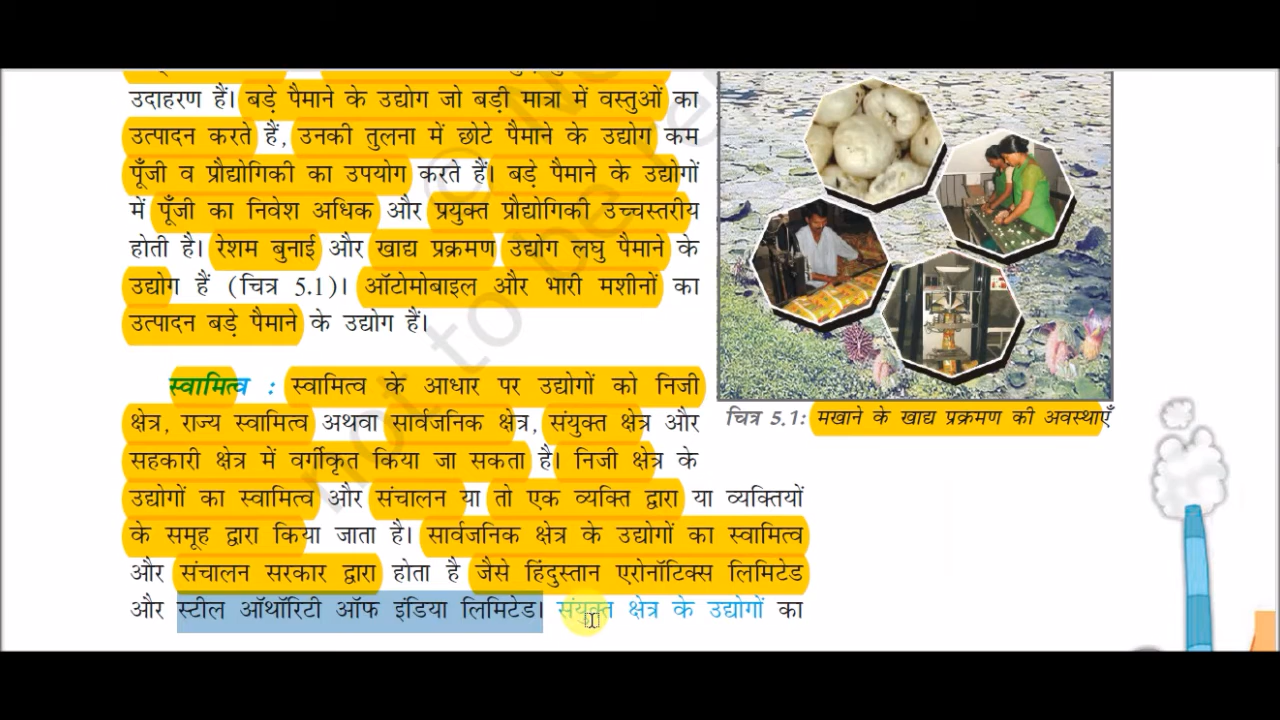 उदाहरण हैं। बड़े पैमाने के उद्योग जो बड़ी मात्रा में वस्तुओं का
उत्पादन करते हैं, उनकी तुलना में छोटे पैमाने के उद्योग कम
पूँजी व प्रौद्योगिकी का उपयोग करते हैं। बड़े पैमाने के उद्योगों
में पूँजी का निवेश अधिक और प्रयुक्त प्रौद्योगिकी उच्चस्तरीय
होती है। रेशम बुनाई और खाद्य प्रक्रमण उद्योग लघु पैमाने के
उद्योग हैं (चित्र 5.1)। ऑटोमोबाइल और भारी मशीनों का
उत्पादन बड़े पैमाने के उद्योग हैं।
स्वामित्व : स्वामित्व के आधार पर उद्योगों को निजी
क्षेत्र, राज्य स्वामित्व अथवा सार्वजनिक क्षेत्र, संयुक्त क्षेत्र और
सहकारी क्षेत्र में वर्गीकृत किया जा सकता है। निजी क्षेत्र के
उद्योगों का स्वामित्व और संचालन या तो एक व्यक्ति द्वारा या व्यक्तियों
के समूह द्वारा किया जाता है। सार्वजनिक क्षेत्र के उद्योगों का स्वामित्व
और संचालन सरकार द्वारा होता है जैसे हिंदुस्तान एरोनॉटिक्स लिमिटेड
और स्टील ऑथॉरिटी ऑफ इंडिया लिमिटेड। संयुक्त क्षेत्र के उद्योगों का
चित्र 5.1: मखाने के खाद्य प्रक्रमण की अवस्थाएँ
not to be